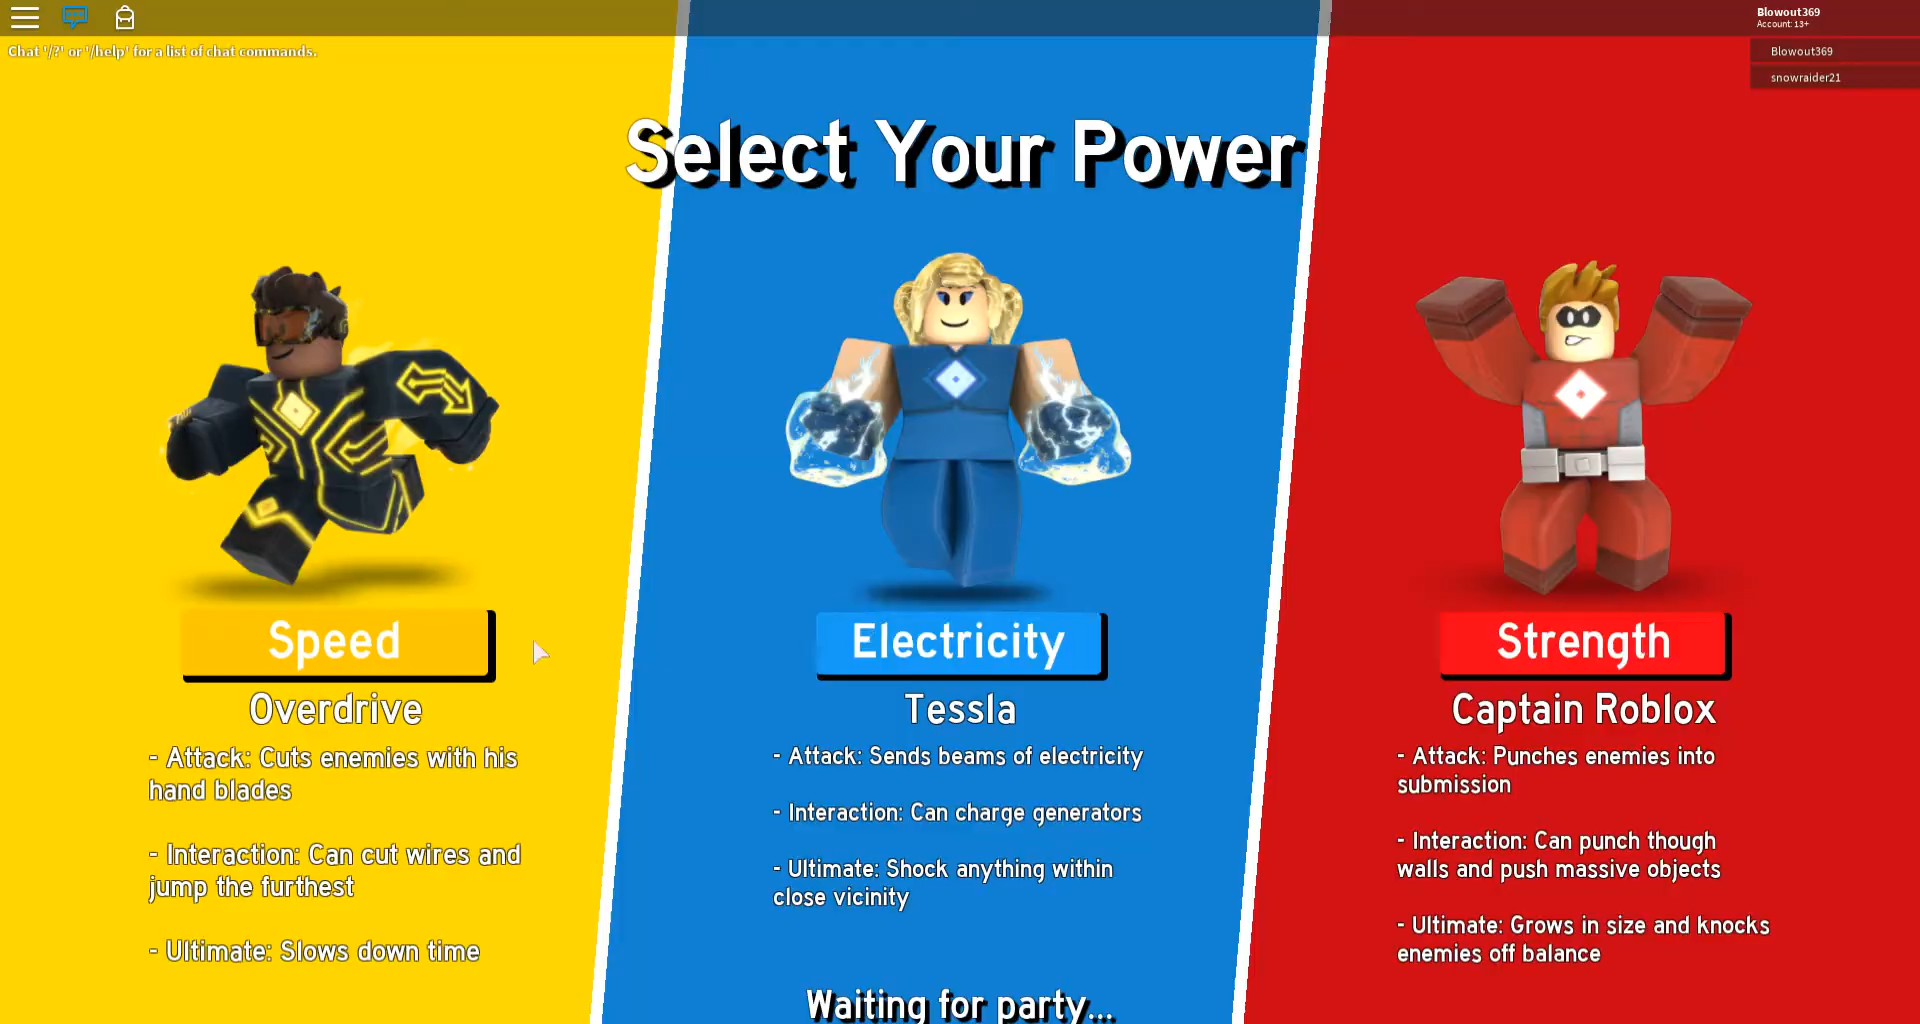 Blowout369
Account: 13+
Chat '/?' or '/help' for a list of chat commands.
Blowout369
snowraider21
Select Your Power
Speed
Overdrive
- Attack: Cuts enemies with his
hand blades
- Interaction: Can cut wires and
jump the furthest
- Ultimate: Slows down time
Electricity
Tessla
- Attack: Sends beams of electricity
- Interaction: Can charge generators
- Ultimate: Shock anything within
close vicinity
Strength
Captain Roblox
- Attack: Punches enemies into
submission
- Interaction: Can punch though
walls and push massive objects
- Ultimate: Grows in size and knocks
enemies off balance
Waiting for party...